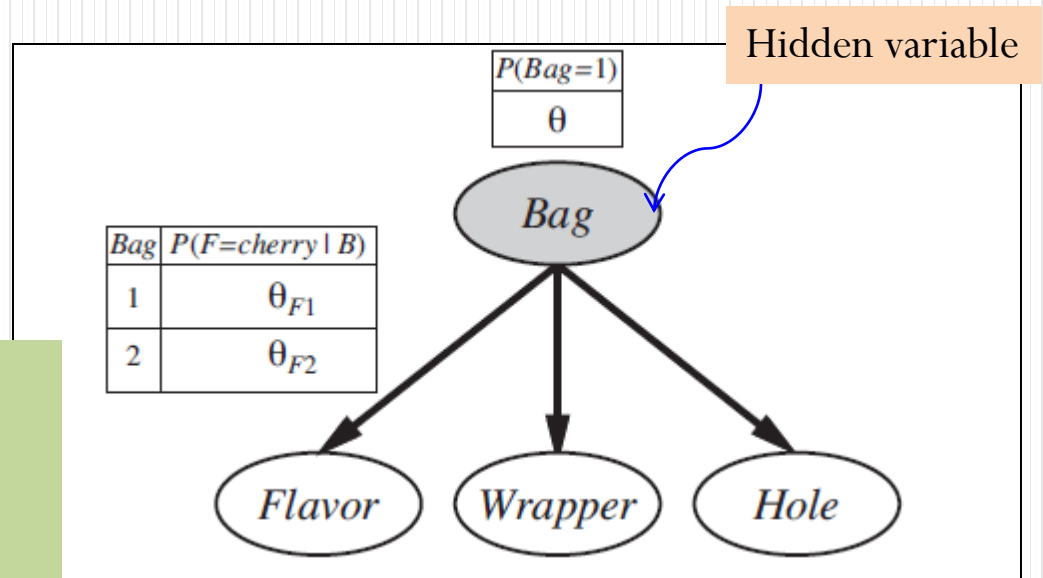 Hidden variable
P(Bag=1)
θ
Bag
Bag P(F=cherry | B)
1 θF1
2 θF2
Flavor Wrapper Hole